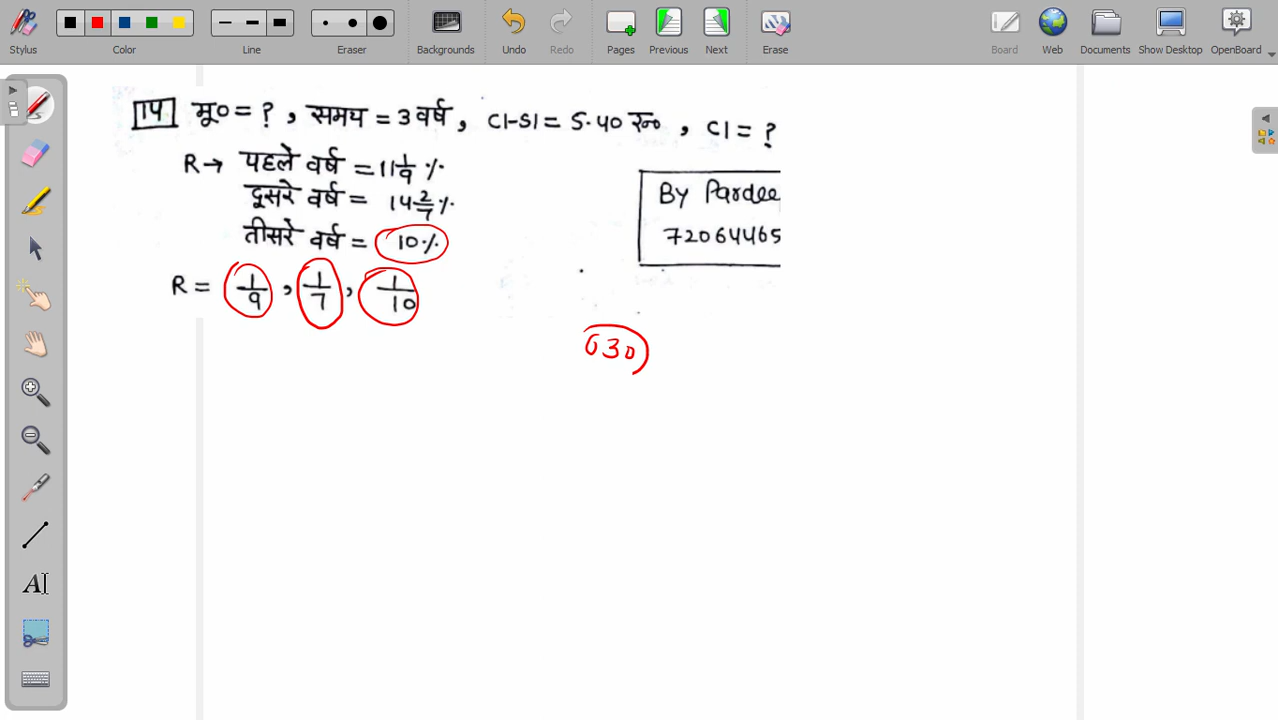 Stylus
Color
Line
Eraser
Backgrounds
Undo
Redo
Pages
Previous
Next
Erase
Board
Web
Documents
Show Desktop
OpenBoard
14 मू० = ? , समय = 3 वर्ष , CI-SI = 5.40 रू० , CI = ?
R → पहले वर्ष = 11 1/9 %
दूसरे वर्ष = 14 2/7 %
तीसरे वर्ष = 10%
By Pardee
72064465
R = 1/9 , 1/7 , 1/10
630